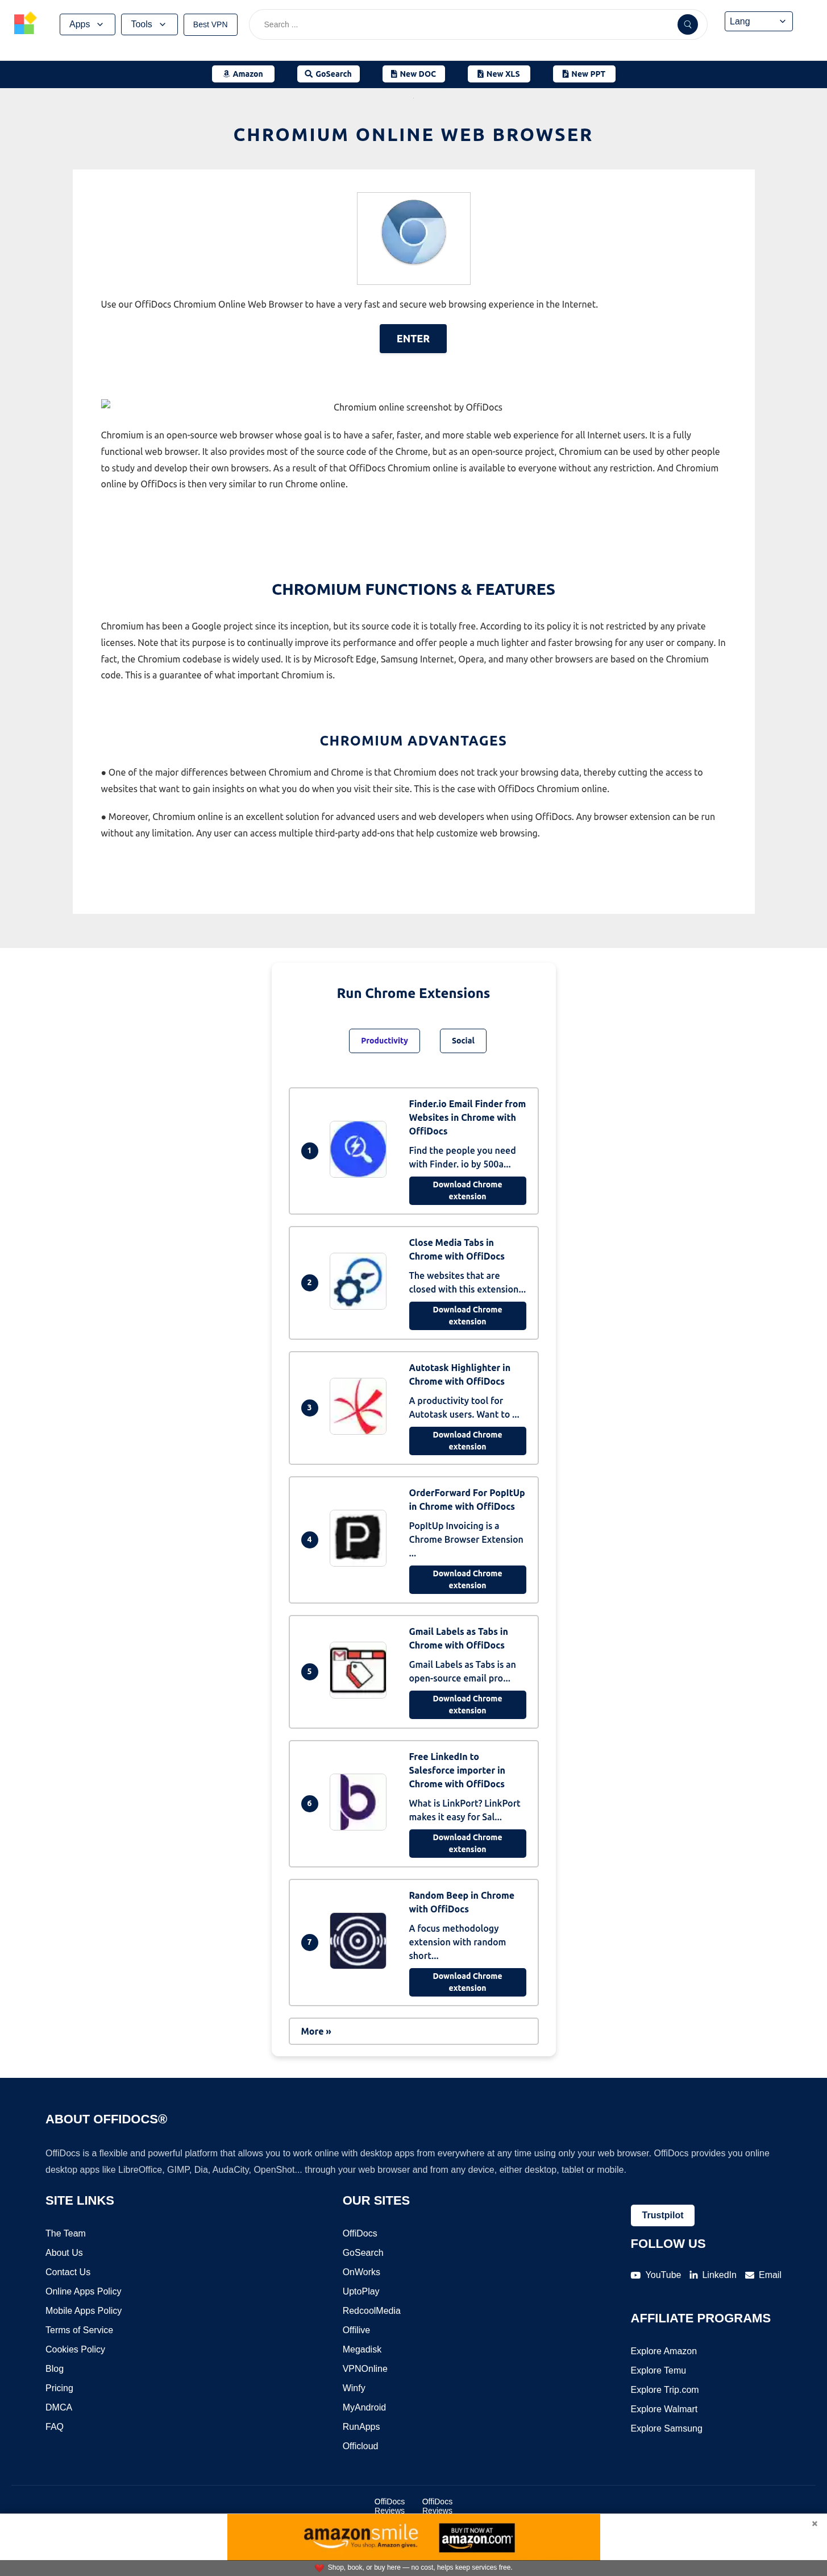 Apps
Tools
Best VPN
Search ...
Lang
Amazon
GoSearch
New DOC
New XLS
New PPT
CHROMIUM ONLINE WEB BROWSER
Use our OffiDocs Chromium Online Web Browser to have a very fast and secure web browsing experience in the Internet.
ENTER
Chromium online screenshot by OffiDocs
Chromium is an open-source web browser whose goal is to have a safer, faster, and more stable web experience for all Internet users. It is a fully
functional web browser. It also provides most of the source code of the Chrome, but as an open-source project, Chromium can be used by other people
to study and develop their own browsers. As a result of that OffiDocs Chromium online is available to everyone without any restriction. And Chromium
online by OffiDocs is then very similar to run Chrome online.
CHROMIUM FUNCTIONS & FEATURES
Chromium has been a Google project since its inception, but its source code it is totally free. According to its policy it is not restricted by any private
licenses. Note that its purpose is to continually improve its performance and offer people a much lighter and faster browsing for any user or company. In
fact, the Chromium codebase is widely used. It is by Microsoft Edge, Samsung Internet, Opera, and many other browsers are based on the Chromium
code. This is a guarantee of what important Chromium is.
CHROMIUM ADVANTAGES
● One of the major differences between Chromium and Chrome is that Chromium does not track your browsing data, thereby cutting the access to
websites that want to gain insights on what you do when you visit their site. This is the case with OffiDocs Chromium online.
● Moreover, Chromium online is an excellent solution for advanced users and web developers when using OffiDocs. Any browser extension can be run
without any limitation. Any user can access multiple third-party add-ons that help customize web browsing.
Run Chrome Extensions
Productivity
Social
1
Finder.io Email Finder from
Websites in Chrome with
OffiDocs
Find the people you need
with Finder. io by 500a...
Download Chrome
extension
2
Close Media Tabs in
Chrome with OffiDocs
The websites that are
closed with this extension...
Download Chrome
extension
3
Autotask Highlighter in
Chrome with OffiDocs
A productivity tool for
Autotask users. Want to ...
Download Chrome
extension
4
P
OrderForward For PopItUp
in Chrome with OffiDocs
PopItUp Invoicing is a
Chrome Browser Extension
...
Download Chrome
extension
5
Gmail Labels as Tabs in
Chrome with OffiDocs
Gmail Labels as Tabs is an
open-source email pro...
Download Chrome
extension
6
Free LinkedIn to
Salesforce importer in
Chrome with OffiDocs
What is LinkPort? LinkPort
makes it easy for Sal...
Download Chrome
extension
7
Random Beep in Chrome
with OffiDocs
A focus methodology
extension with random
short...
Download Chrome
extension
More »
ABOUT OFFIDOCS®
OffiDocs is a flexible and powerful platform that allows you to work online with desktop apps from everywhere at any time using only your web browser. OffiDocs provides you online
desktop apps like LibreOffice, GIMP, Dia, AudaCity, OpenShot... through your web browser and from any device, either desktop, tablet or mobile.
SITE LINKS
The Team
About Us
Contact Us
Online Apps Policy
Mobile Apps Policy
Terms of Service
Cookies Policy
Blog
Pricing
DMCA
FAQ
OUR SITES
OffiDocs
GoSearch
OnWorks
UptoPlay
RedcoolMedia
Offilive
Megadisk
VPNOnline
Winfy
MyAndroid
RunApps
Officloud
Trustpilot
FOLLOW US
YouTube
LinkedIn
Email
AFFILIATE PROGRAMS
Explore Amazon
Explore Temu
Explore Trip.com
Explore Walmart
Explore Samsung
OffiDocs
Reviews
OffiDocs
Reviews
amazonsmile
You shop. Amazon gives.
BUY IT NOW AT
amazon.com
Shop, book, or buy here — no cost, helps keep services free.